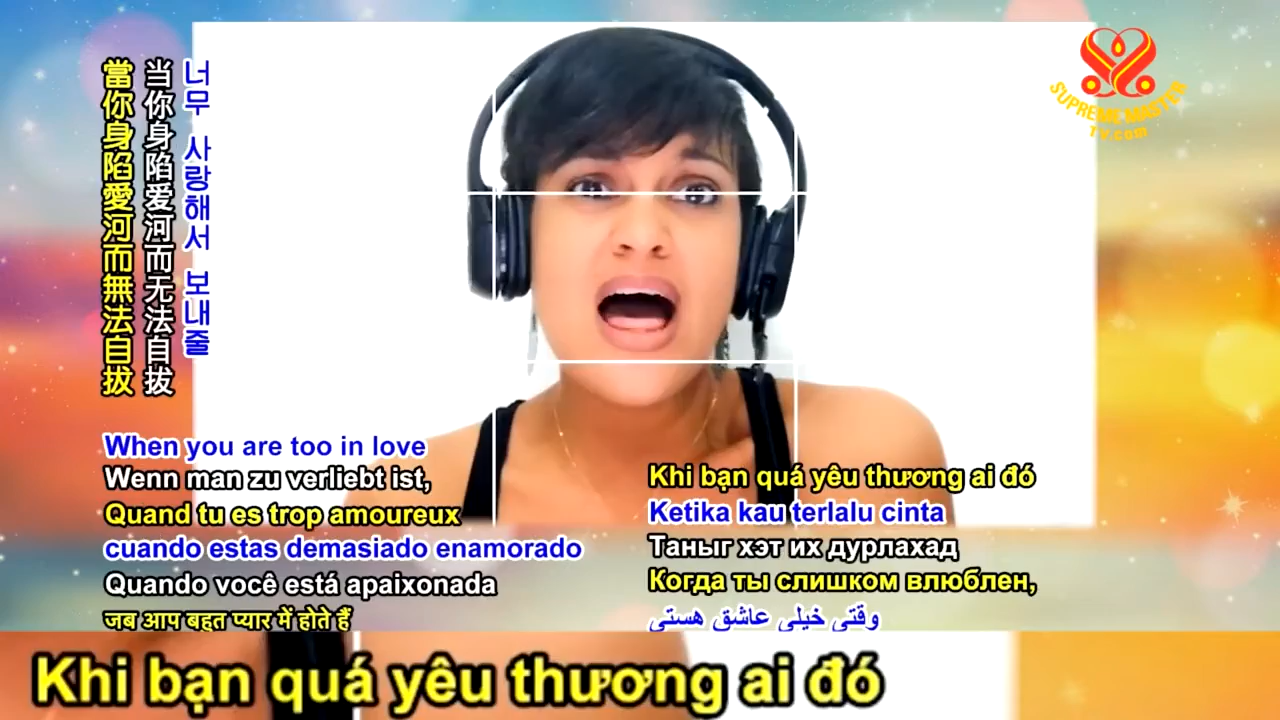 너무 사랑해서 보내줄
当你身陷爱河而无法自拔
當你身陷愛河而無法自拔
SUPREME MASTER
TV.com
When you are too in love
Wenn man zu verliebt ist,
Quand tu es trop amoureux
cuando estas demasiado enamorado
Quando você está apaixonada
जब आप बहुत प्यार में होते हैं
Khi bạn quá yêu thương ai đó
Ketika kau terlalu cinta
Таныг хэт их дурлахад
Когда ты слишком влюблен,
وقتی خیلی عاشق هستی
Khi bạn quá yêu thương ai đó